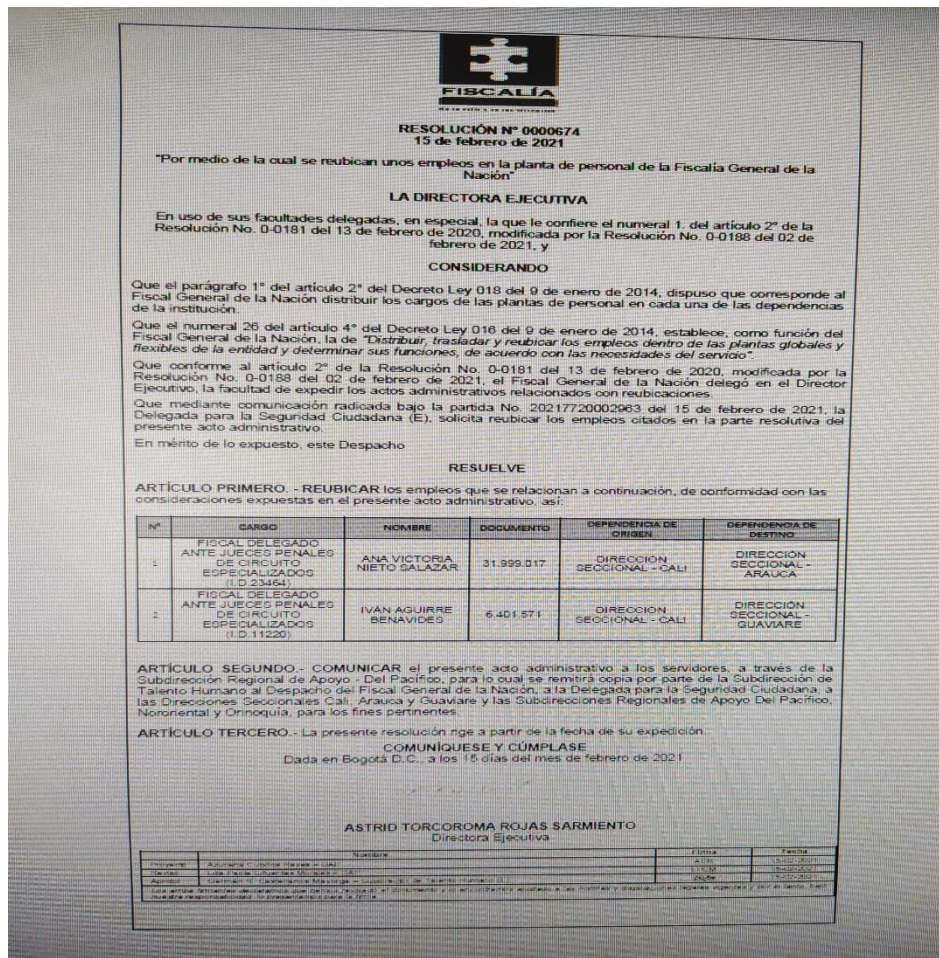 FISCALÍA
RESOLUCIÓN N° 0000674
15 de febrero de 2021
"Por medio de la cual se reubican unos empleos en la planta de personal de la Fiscalía General de la
Nación"
LA DIRECTORA EJECUTIVA
En uso de sus facultades delegadas, en especial, la que le confiere el numeral 1. del artículo 2° de la
Resolución No. 0-0181 del 13 de febrero de 2020, modificada por la Resolución No. 0-0188 del 02 de
febrero de 2021, y
CONSIDERANDO
Que el parágrafo 1° del artículo 2° del Decreto Ley 018 del 9 de enero de 2014, dispuso que corresponde al
Fiscal General de la Nación distribuir los cargos de las plantas de personal en cada una de las dependencias
de la institución.
Que el numeral 26 del artículo 4° del Decreto Ley 016 del 9 de enero de 2014, establece, como función del
Fiscal General de la Nación, la de "Distribuir, trasladar y reubicar los empleos dentro de las plantas globales y
flexibles de la entidad y determinar sus funciones, de acuerdo con las necesidades del servicio".
Que conforme al artículo 2° de la Resolución No. 0-0181 del 13 de febrero de 2020, modificada por la
Resolución No. 0-0188 del 02 de febrero de 2021, el Fiscal General de la Nación delegó en el Director
Ejecutivo, la facultad de expedir los actos administrativos relacionados con reubicaciones.
Que mediante comunicación radicada bajo la partida No. 20217720002963 del 15 de febrero de 2021, la
Delegada para la Seguridad Ciudadana (E), solicita reubicar los empleos citados en la parte resolutiva del
presente acto administrativo.
En mérito de lo expuesto, este Despacho
RESUELVE
ARTÍCULO PRIMERO. - REUBICAR los empleos que se relacionan a continuación, de conformidad con las
consideraciones expuestas en el presente acto administrativo, así:
N° CARGO NOMBRE DOCUMENTO DEPENDENCIA DE ORIGEN DEPENDENCIA DE DESTINO
1 FISCAL DELEGADO ANTE JUECES PENALES DE CIRCUITO ESPECIALIZADOS (I.D.23464) ANA VICTORIA NIETO SALAZAR 31.999.017 DIRECCIÓN SECCIONAL - CALI DIRECCIÓN SECCIONAL - ARAUCA
2 FISCAL DELEGADO ANTE JUECES PENALES DE CIRCUITO ESPECIALIZADOS (I.D.11220) IVAN AGUIRRE BENAVIDES 6.401.571 DIRECCIÓN SECCIONAL - CALI DIRECCIÓN SECCIONAL - GUAVIARE
ARTÍCULO SEGUNDO.- COMUNICAR el presente acto administrativo a los servidores, a través de la
Subdirección Regional de Apoyo - Del Pacífico, para lo cual se remitirá copia por parte de la Subdirección de
Talento Humano al Despacho del Fiscal General de la Nación, a la Delegada para la Seguridad Ciudadana, a
las Direcciones Seccionales Cali, Arauca y Guaviare y las Subdirecciones Regionales de Apoyo Del Pacífico,
Nororiental y Orinoquía, para los fines pertinentes.
ARTÍCULO TERCERO.- La presente resolución rige a partir de la fecha de su expedición
COMUNÍQUESE Y CÚMPLASE
Dada en Bogotá D.C., a los 15 días del mes de febrero de 2021
ASTRID TORCOROMA ROJAS SARMIENTO
Directora Ejecutiva
Nombre Firma Fecha
Proyectó 15-02-2021
Revisó 15-02-2021
Aprobó 15-02-2021